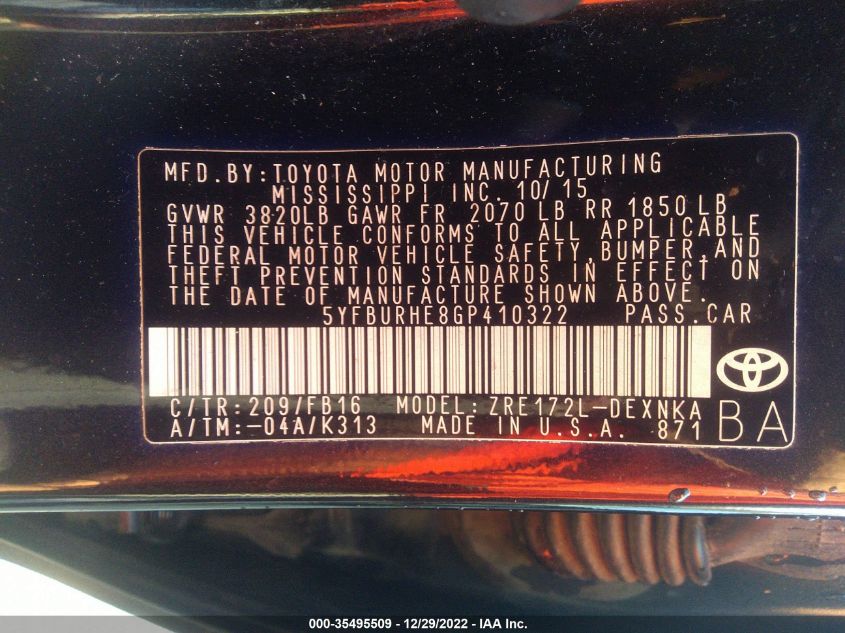 MFD.BY:TOYOTA MOTOR MANUFACTURING
MISSISSIPPI INC. 10/15
GVWR 3820LB GAWR FR 2070 LB RR 1850 LB
THIS VEHICLE CONFORMS TO ALL APPLICABLE
FEDERAL MOTOR VEHICLE SAFETY,BUMPER,AND
THEFT PREVENTION STANDARDS IN EFFECT ON
THE DATE OF MANUFACTURE SHOWN ABOVE.
5YFBURHE8GP410322 PASS.CAR
C/TR:209/FB16 MODEL:ZRE172L-DEXNKA
A/TM:-04A/K313 MADE IN U.S.A. 871
BA
000-35495509 - 12/29/2022 - IAA Inc.